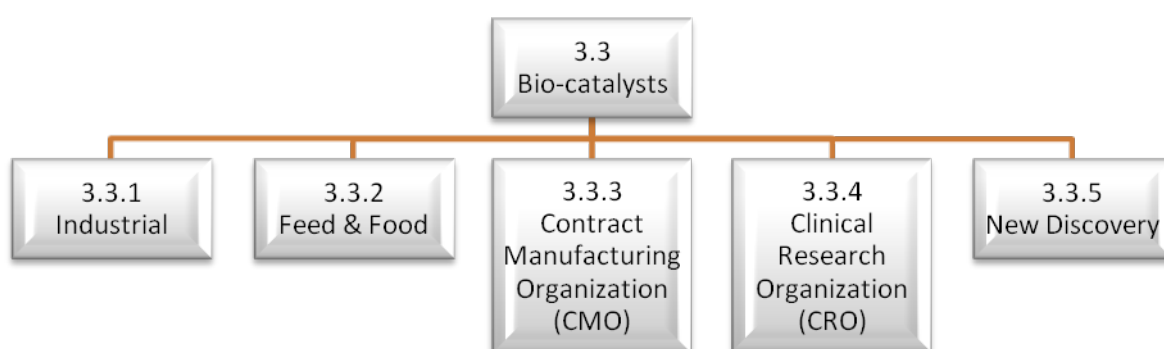 3.3
Bio-catalysts
3.3.1
Industrial
3.3.2
Feed & Food
3.3.3
Contract
Manufacturing
Organization
(CMO)
3.3.4
Clinical
Research
Organization
(CRO)
3.3.5
New Discovery